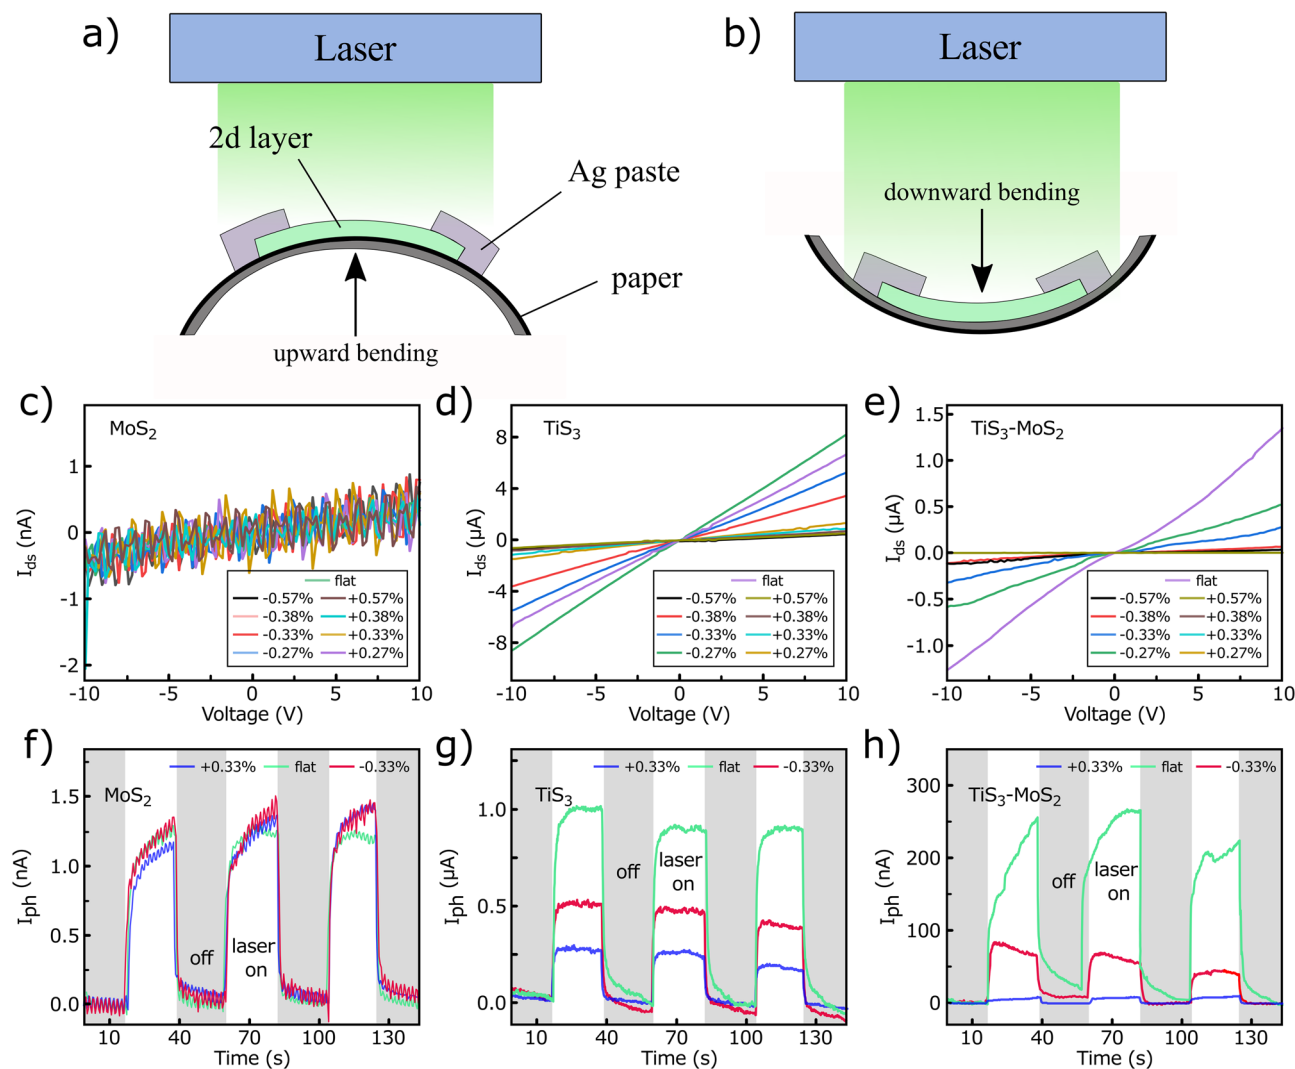 a)
Laser
2d layer
Ag paste
paper
upward bending
b)
Laser
downward bending
c)
MoS2
Ids (nA)
1
0
-1
-2
flat
-0.57% +0.57%
-0.38% +0.38%
-0.33% +0.33%
-0.27% +0.27%
-10 -5 0 5 10
Voltage (V)
d)
TiS3
Ids (µA)
8
4
0
-4
-8
flat
-0.57% +0.57%
-0.38% +0.38%
-0.33% +0.33%
-0.27% +0.27%
-10 -5 0 5 10
Voltage (V)
e)
TiS3-MoS2
Ids (µA)
1.5
1.0
0.5
0.0
-0.5
-1.0
flat
-0.57% +0.57%
-0.38% +0.38%
-0.33% +0.33%
-0.27% +0.27%
-10 -5 0 5 10
Voltage (V)
f)
+0.33% flat -0.33%
MoS2
Iph (nA)
1.5
1.0
0.5
0.0
off
laser
on
10 40 70 100 130
Time (s)
g)
+0.33% flat -0.33%
TiS3
Iph (µA)
1.0
0.5
0.0
off
laser
on
10 40 70 100 130
Time (s)
h)
+0.33% flat -0.33%
TiS3-MoS2
Iph (nA)
300
200
100
0
off
laser
on
10 40 70 100 130
Time (s)